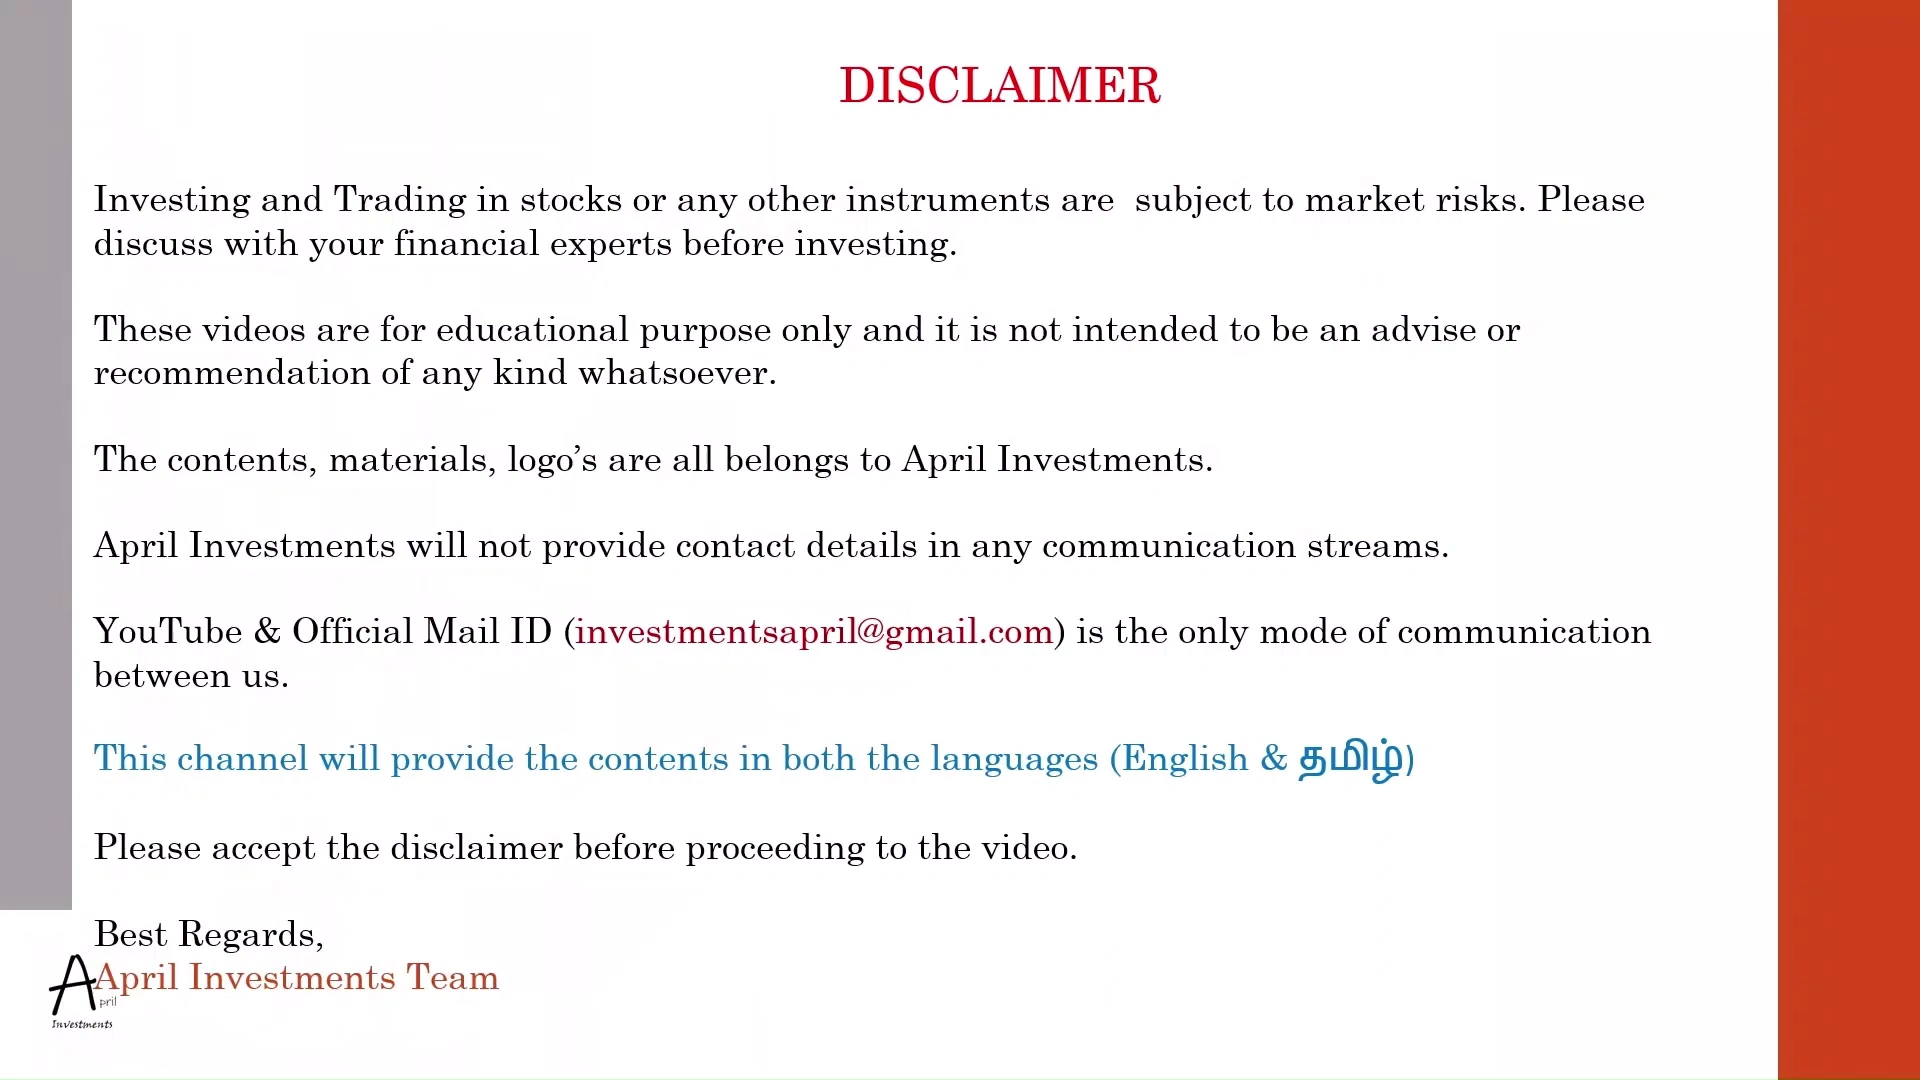 DISCLAIMER
Investing and Trading in stocks or any other instruments are  subject to market risks. Please
discuss with your financial experts before investing.
These videos are for educational purpose only and it is not intended to be an advise or
recommendation of any kind whatsoever.
The contents, materials, logo’s are all belongs to April Investments.
April Investments will not provide contact details in any communication streams.
YouTube & Official Mail ID (investmentsapril@gmail.com) is the only mode of communication
between us.
This channel will provide the contents in both the languages (English & தமிழ்)
Please accept the disclaimer before proceeding to the video.
Best Regards,
April Investments Team
April
Investments